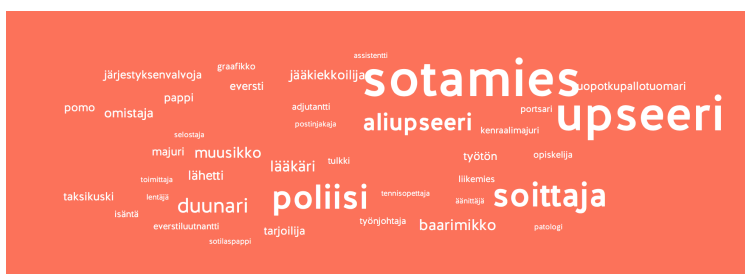 assistentti
graafikko
järjestyksenvalvoja
jääkiekkoilija
sotamies
eversti
uopotkupallotuomari
pappi
pomo
omistaja
adjutantti
portsari
upseeri
postinjakaja
aliupseeri
kenraalimajuri
selostaja
majuri
muusikko
työtön
opiskelija
tulkki
lääkäri
toimittaja
lähetti
liikemies
taksikuski
lentäjä
poliisi
tennisopettaja
soittaja
äänittäjä
duunari
isäntä
työnjohtaja
baarimikko
everstiluutnantti
tarjoilija
patologi
sotilaspappi